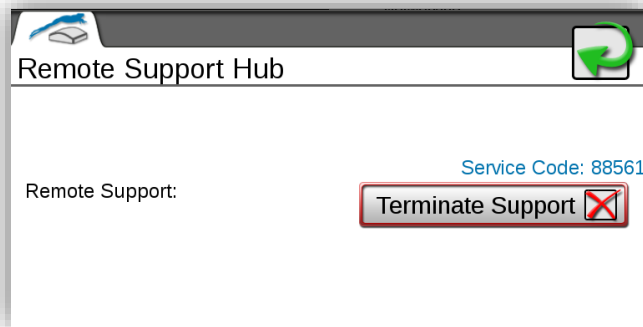 Remote Support Hub
Service Code: 88561
Remote Support:
Terminate Support